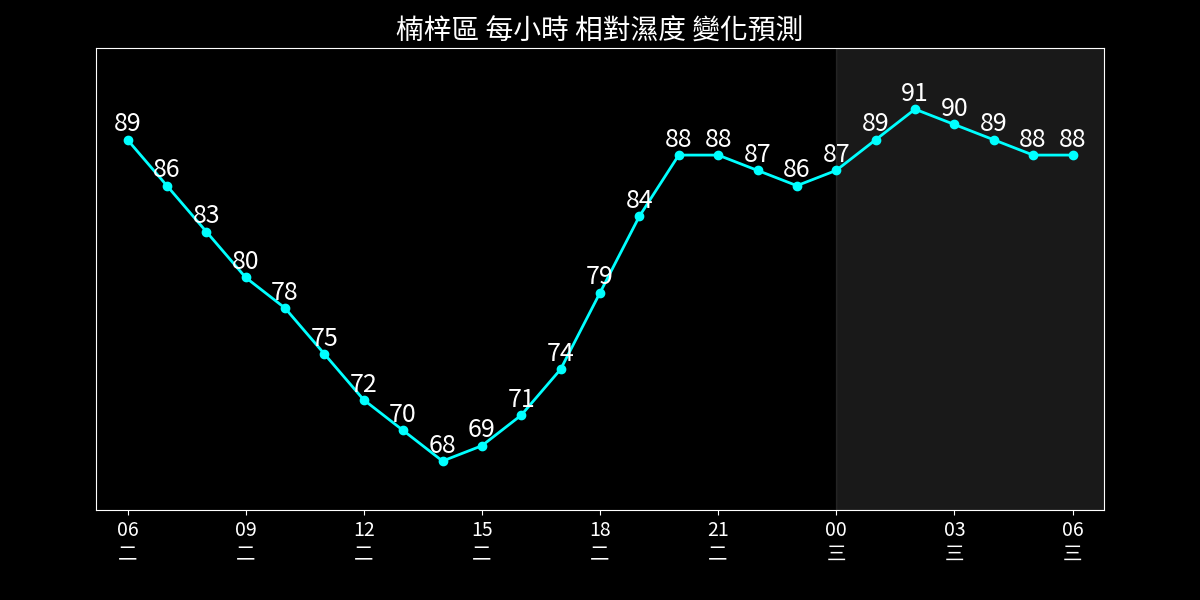 楠梓區 每小時 相對濕度 變化預測
89 86 83 80 78 75 72 70 68 69 71 74 79 84 88 88 87 86 87 89 91 90 89 88 88
06 09 12 15 18 21 00 03 06
二 二 二 二 二 二 三 三 三